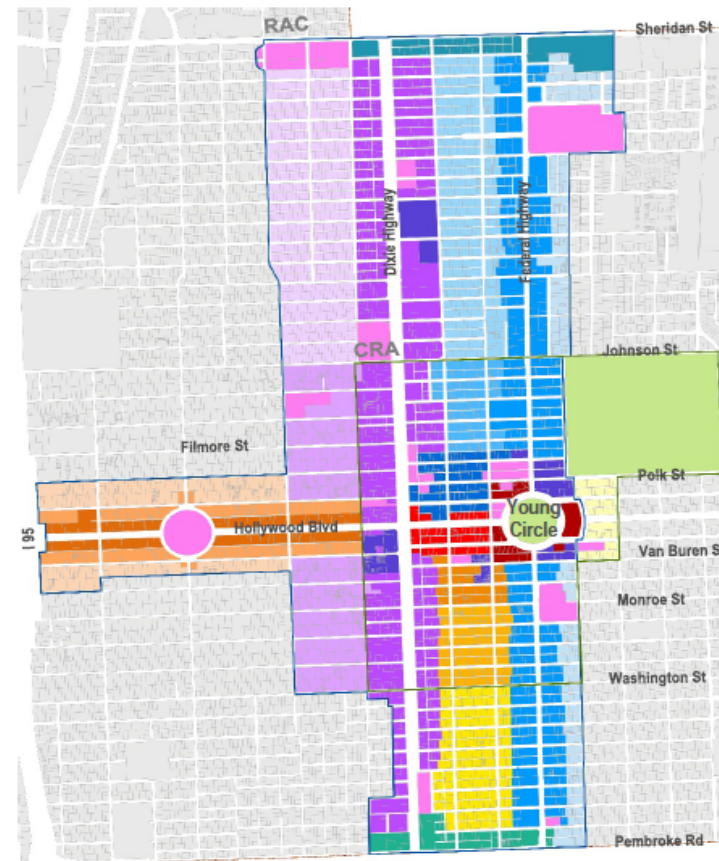 RAC
Sheridan St
Dixie Highway
Federal Highway
CRA
Johnson St
Filmore St
Polk St
Young
Circle
Hollywood Blvd
I 95
Van Buren S
Monroe St
Washington St
Pembroke Rd